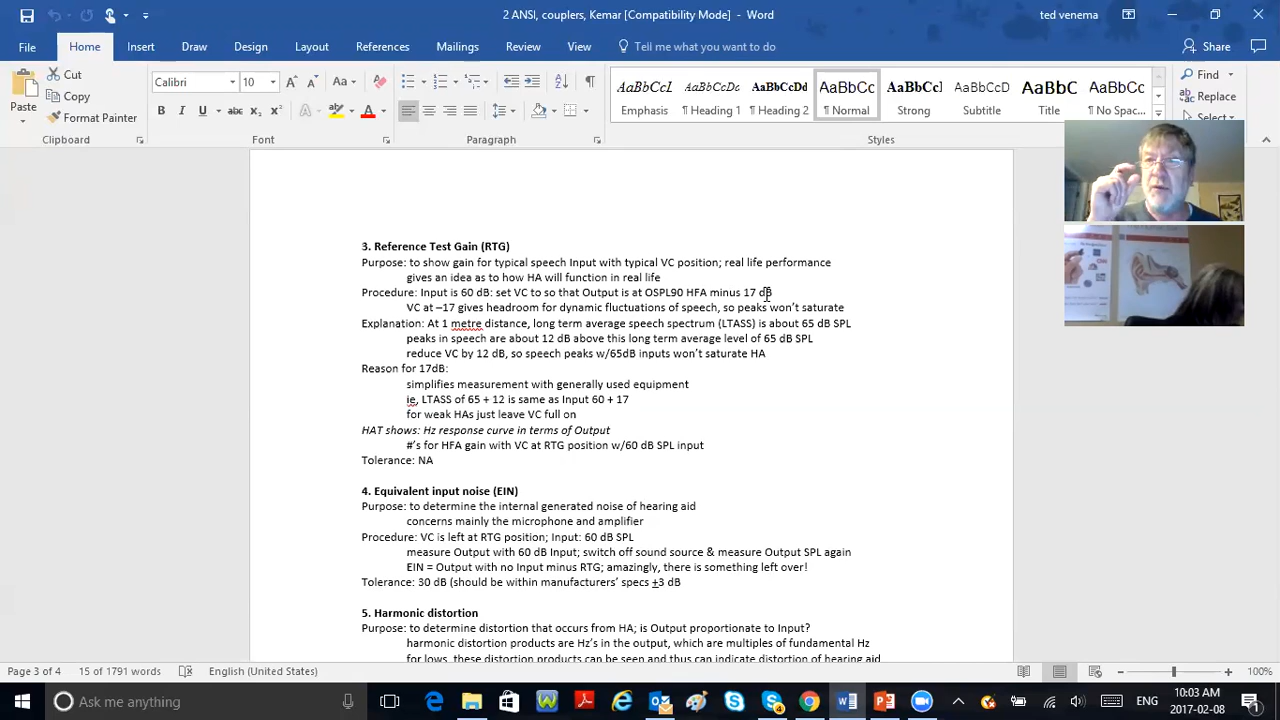 2 ANSI, couplers, Kemar [Compatibility Mode] - Word
ted venema
File Home Insert Draw Design Layout References Mailings Review View Tell me what you want to do Share
Cut
Copy
Format Painter
Paste
Calibri 10
Aa
B I U abc x₂ x²
AaBbCcL AaBbCcDc AaBbCcDd AaBbCc AaBbCc] AaBbCcDd AaBbC AaBbCc
Emphasis ¶ Heading 1 ¶ Heading 2 ¶ Normal Strong Subtitle Title ¶ No Spac...
Find
Replace
Select
Clipboard Font Paragraph Styles
3. Reference Test Gain (RTG)
Purpose: to show gain for typical speech Input with typical VC position; real life performance
gives an idea as to how HA will function in real life
Procedure: Input is 60 dB: set VC to so that Output is at OSPL90 HFA minus 17 dB
VC at –17 gives headroom for dynamic fluctuations of speech, so peaks won't saturate
Explanation: At 1 metre distance, long term average speech spectrum (LTASS) is about 65 dB SPL
peaks in speech are about 12 dB above this long term average level of 65 dB SPL
reduce VC by 12 dB, so speech peaks w/65dB inputs won't saturate HA
Reason for 17dB:
simplifies measurement with generally used equipment
ie, LTASS of 65 + 12 is same as Input 60 + 17
for weak HAs just leave VC full on
HAT shows: Hz response curve in terms of Output
#'s for HFA gain with VC at RTG position w/60 dB SPL input
Tolerance: NA
4. Equivalent input noise (EIN)
Purpose: to determine the internal generated noise of hearing aid
concerns mainly the microphone and amplifier
Procedure: VC is left at RTG position; Input: 60 dB SPL
measure Output with 60 dB Input; switch off sound source & measure Output SPL again
EIN = Output with no Input minus RTG; amazingly, there is something left over!
Tolerance: 30 dB (should be within manufacturers' specs ±3 dB
5. Harmonic distortion
Purpose: to determine distortion that occurs from HA; is Output proportionate to Input?
harmonic distortion products are Hz's in the output, which are multiples of fundamental Hz
for lows, these distortion products can be seen and thus can indicate distortion of hearing aid
Page 3 of 4 15 of 1791 words English (United States) 100%
Ask me anything
ENG
10:03 AM
2017-02-08